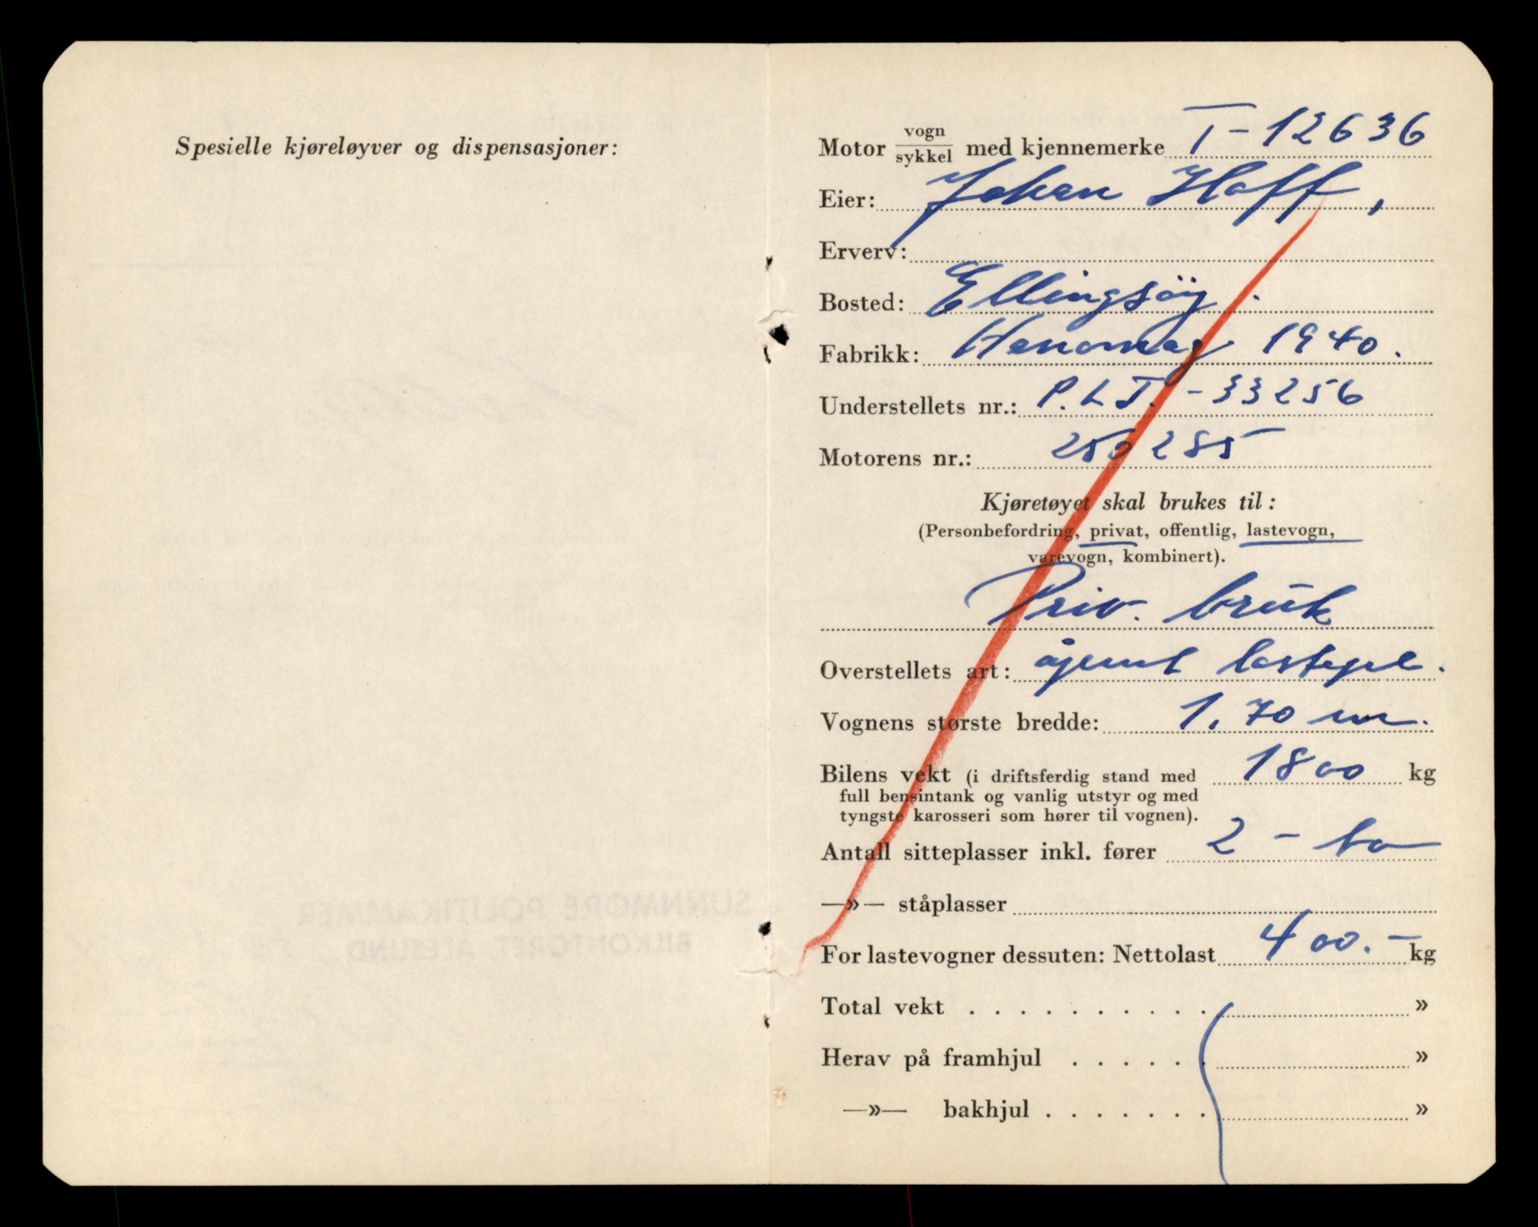 Spesielle kjøreløyver og dispensasjoner:
Motor vogn/sykkel med kjennemerke T-12636
Eier: Johan Hoff,
Erverv:
Bosted: Ellingsøy.
Fabrikk: Hanomag 1940.
Understellets nr.: P.L.T. - 33256
Motorens nr.: 250285
Kjøretøyet skal brukes til:
(Personbefordring, privat, offentlig, lastevogn,
varevogn, kombinert).
Priv. bruk
Overstellets art: åpent lastepl.
Vognens største bredde: 1,70 m.
Bilens vekt (i driftsferdig stand med 1800 kg
full bensintank og vanlig utstyr og med
tyngste karosseri som hører til vognen).
Antall sitteplasser inkl. fører 2 - to
—»— ståplasser
For lastevogner dessuten: Nettolast 400.- kg
Total vekt . . . . . . . . . . »
Herav på framhjul . . . . . . »
—»— bakhjul . . . . . . . »
SUNNMØRE POLITIKAMMER
BILKONTORET, ÅLESUND